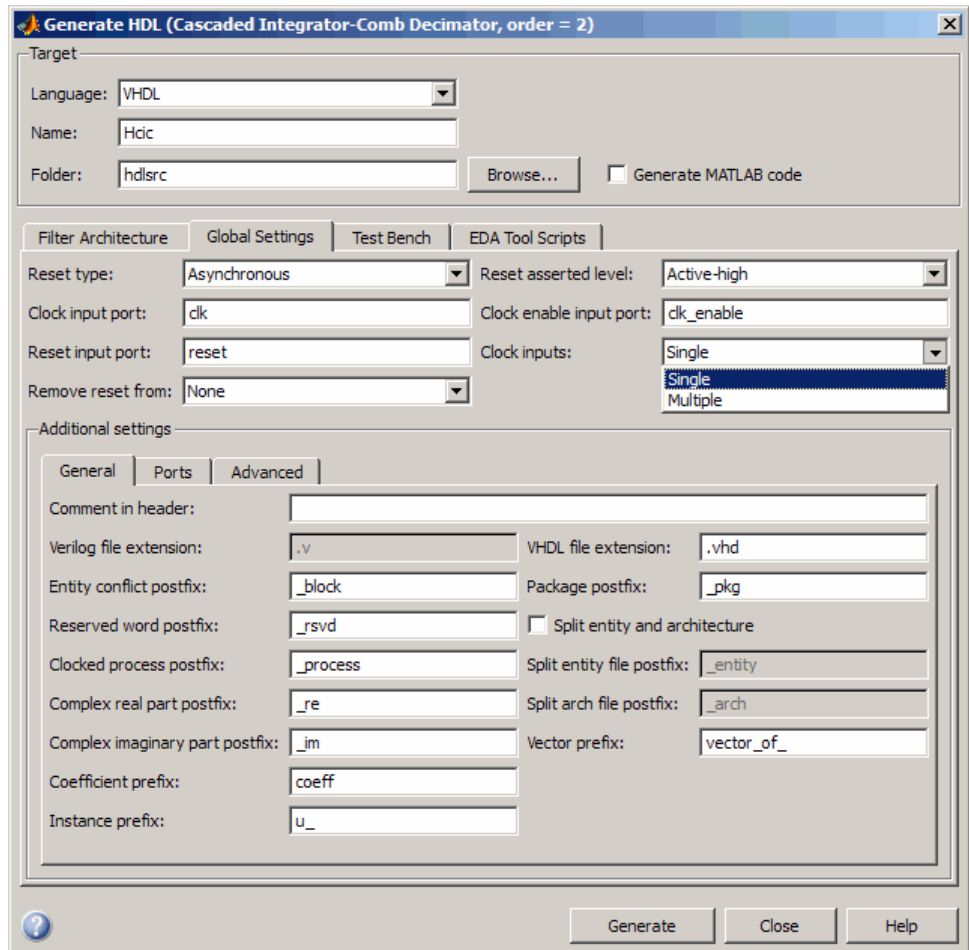 Generate HDL (Cascaded Integrator-Comb Decimator, order = 2)
Target
Language: VHDL
Name: Hcic
Folder: hdlsrc Browse... Generate MATLAB code
Filter Architecture Global Settings Test Bench EDA Tool Scripts
Reset type: Asynchronous Reset asserted level: Active-high
Clock input port: clk Clock enable input port: clk_enable
Reset input port: reset Clock inputs: Single
Single
Remove reset from: None
Multiple
Additional settings
General Ports Advanced
Comment in header:
Verilog file extension: .v VHDL file extension: .vhd
Entity conflict postfix: _block Package postfix: _pkg
Reserved word postfix: _rsvd Split entity and architecture
Clocked process postfix: _process Split entity file postfix: _entity
Complex real part postfix: _re Split arch file postfix: _arch
Complex imaginary part postfix: _im Vector prefix: vector_of_
Coefficient prefix: coeff
Instance prefix: u_
? Generate Close Help